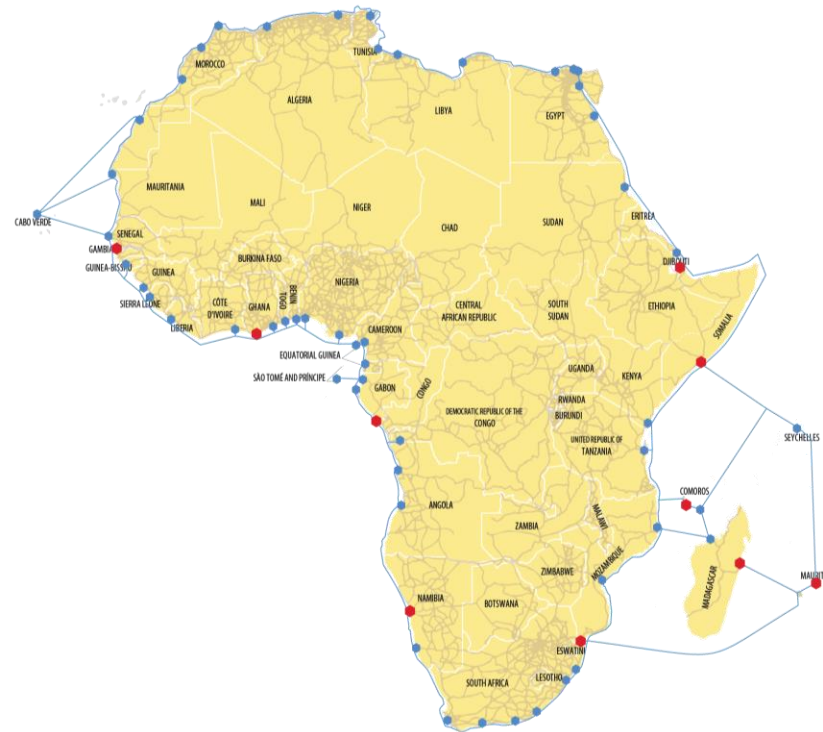 TUNISIA
MOROCCO
ALGERIA
LIBYA
EGYPT
MAURITANIA
MALI
NIGER
CHAD
SUDAN
ERITREA
CABO VERDE
SENEGAL
GAMBIA
GUINEA-BISSAU
GUINEA
BURKINA FASO
DJIBOUTI
SIERRA LEONE
LIBERIA
CÔTE
D'IVOIRE
GHANA
TOGO
BENIN
NIGERIA
CENTRAL
AFRICAN REPUBLIC
SOUTH
SUDAN
ETHIOPIA
SOMALIA
CAMEROON
EQUATORIAL GUINEA
SÃO TOMÉ AND PRÍNCIPE
GABON
CONGO
UGANDA
KENYA
RWANDA
BURUNDI
DEMOCRATIC REPUBLIC OF THE
CONGO
UNITED REPUBLIC OF
TANZANIA
SEYCHELLES
COMOROS
ANGOLA
ZAMBIA
MALAWI
MOZAMBIQUE
ZIMBABWE
MADAGASCAR
MAURIT
NAMIBIA
BOTSWANA
ESWATINI
SOUTH AFRICA
LESOTHO